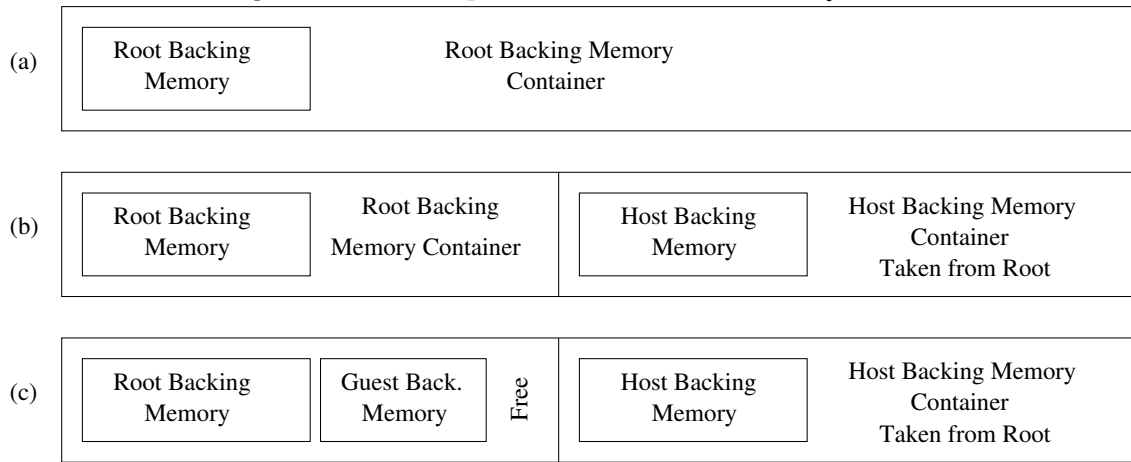 (a)
Root Backing
Memory
Root Backing Memory
Container
(b)
Root Backing
Memory
Root Backing
Memory Container
Host Backing
Memory
Host Backing Memory
Container
Taken from Root
(c)
Root Backing
Memory
Guest Back.
Memory
Free
Host Backing
Memory
Host Backing Memory
Container
Taken from Root